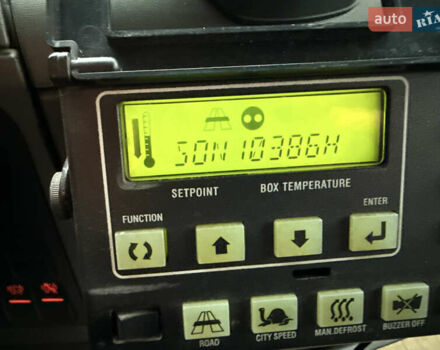 auto RIA
SON 10386H
SETPOINT BOX TEMPERATURE
FUNCTION
ENTER
ROAD
CITY SPEED
MAN.DEFROST
BUZZER OFF